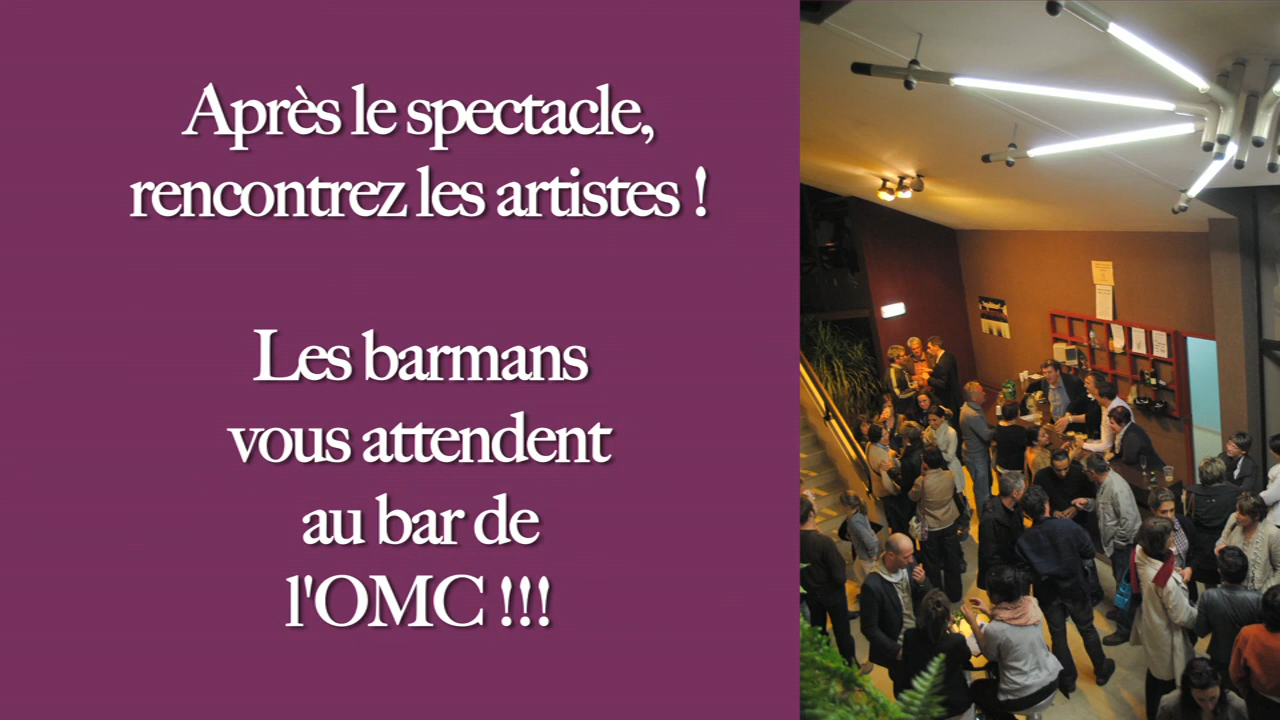 Après le spectacle,
rencontrez les artistes !
Les barmans
vous attendent
au bar de
l'OMC !!!